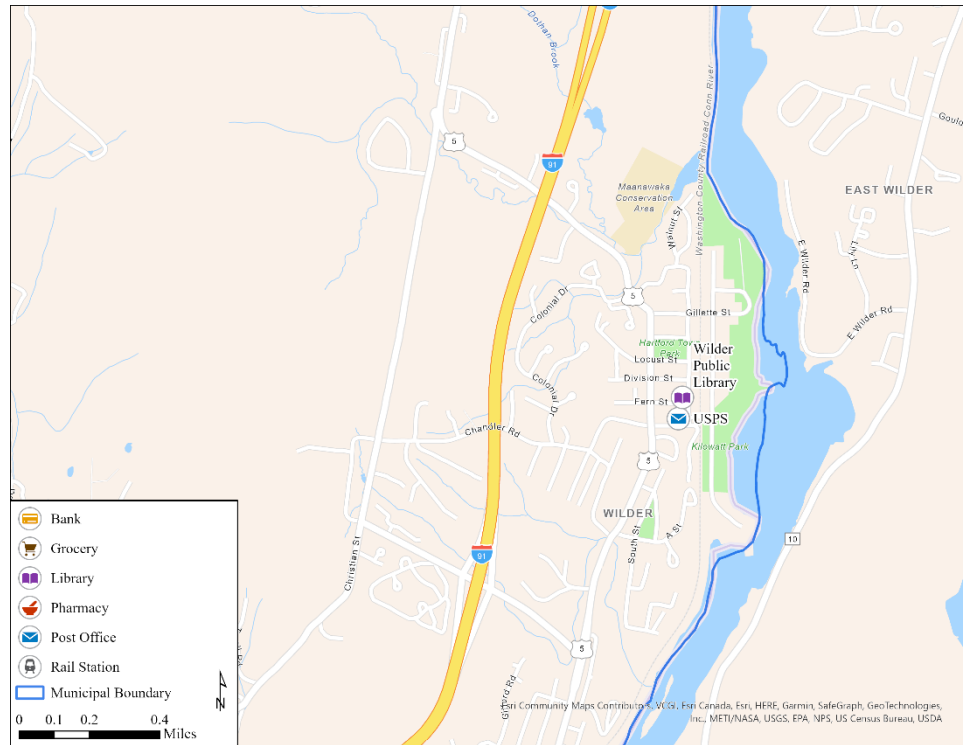 Dothan
Brook
5
91
Washington County Railroad Conn River
Gould
Maanawaka
Conservation
Area
EAST WILDER
Walnut St
Lily Ln
E Wilder Rd
5
Colonial Dr
Gillette St
E Wilder Rd
Hartford Town
Park
Wilder
Public
Library
Locust St
Division St
Colonial Dr
Fern St
USPS
Chandler Rd
Kilowatt Park
5
WILDER
A St
South St
10
91
Christian St
5
Gifford Rd
Bank
Grocery
Library
Pharmacy
Post Office
Rail Station
Municipal Boundary
N
0 0.1 0.2 0.4
Miles
Esri Community Maps Contributors, VCGI, Esri Canada, Esri, HERE, Garmin, SafeGraph, GeoTechnologies,
Inc., METI/NASA, USGS, EPA, NPS, US Census Bureau, USDA